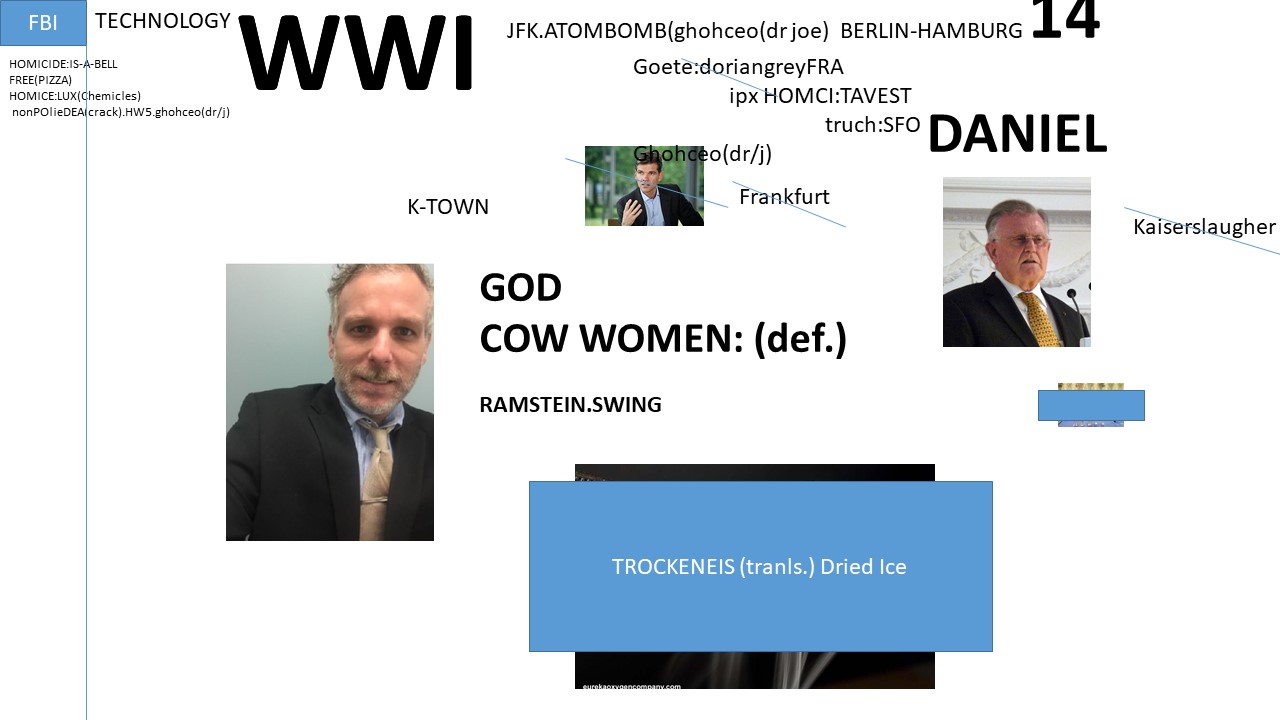 FBI
TECHNOLOGY
WWI
JFK.ATOMBOMB(ghohceo(dr joe)  BERLIN-HAMBURG
14
HOMICIDE:IS-A-BELL
FREE(PIZZA)
HOMICE:LUX(Chemicles)
nonPOlieDEA(crack).HW5.ghohceo(dr/j)
Goete:doriangreyFRA
ipx HOMCI:TAVEST
truch:SFO
DANIEL
Ghohceo(dr/j)
Frankfurt
K-TOWN
Kaiserslaugher
GOD
COW WOMEN: (def.)
RAMSTEIN.SWING
TROCKENEIS (tranls.) Dried Ice
eurekaoxygencompany.com